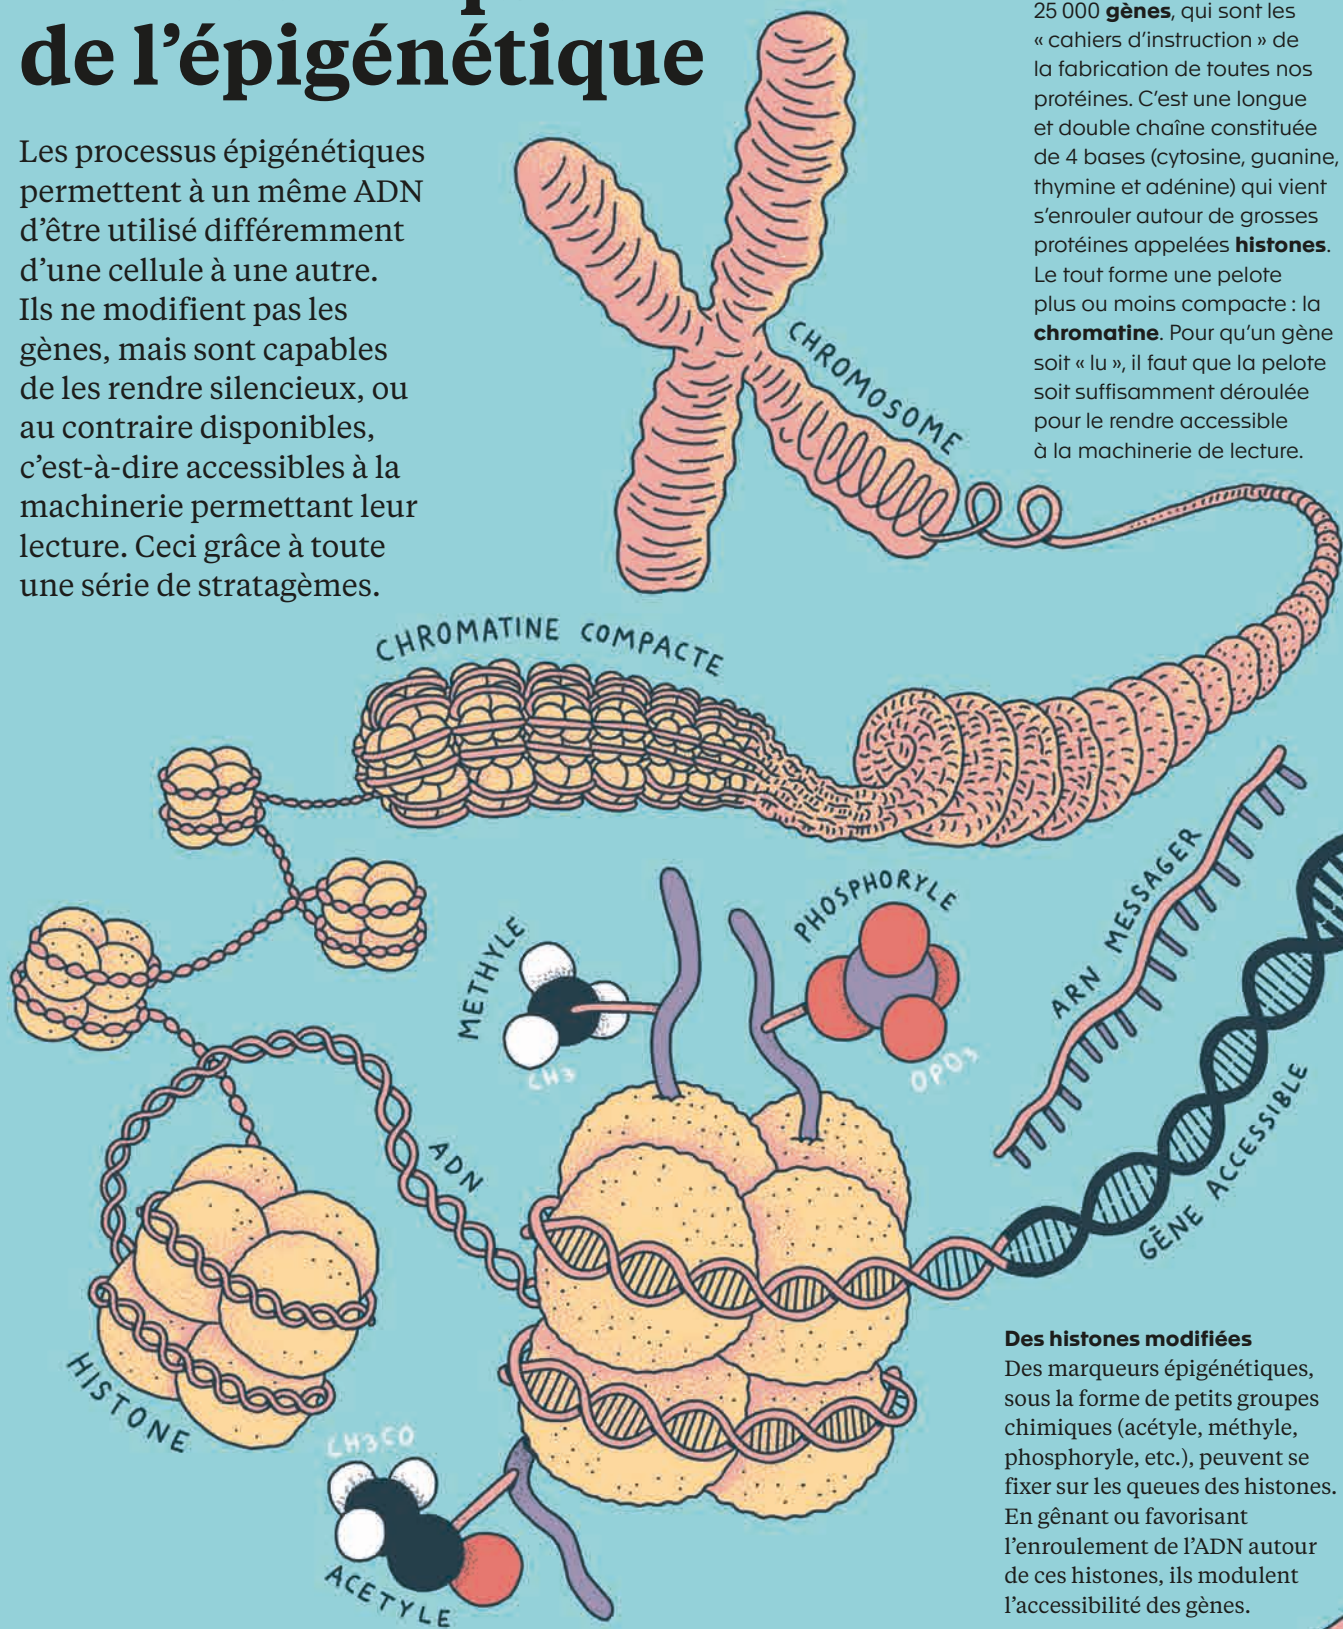 de l’épigénétique
Les processus épigénétiques
permettent à un même ADN
d’être utilisé différemment
d’une cellule à une autre.
Ils ne modifient pas les
gènes, mais sont capables
de les rendre silencieux, ou
au contraire disponibles,
c’est-à-dire accessibles à la
machinerie permettant leur
lecture. Ceci grâce à toute
une série de stratagèmes.
25 000 gènes, qui sont les
« cahiers d’instruction » de
la fabrication de toutes nos
protéines. C’est une longue
et double chaîne constituée
de 4 bases (cytosine, guanine,
thymine et adénine) qui vient
s’enrouler autour de grosses
protéines appelées histones.
Le tout forme une pelote
plus ou moins compacte : la
chromatine. Pour qu’un gène
soit « lu », il faut que la pelote
soit suffisamment déroulée
pour le rendre accessible
à la machinerie de lecture.
CHROMOSOME
CHROMATINE COMPACTE
METHYLE
CH3
PHOSPHORYLE
OPO3
ARN MESSAGER
GÈNE ACCESSIBLE
ADN
HISTONE
CH3CO
ACETYLE
Des histones modifiées
Des marqueurs épigénétiques,
sous la forme de petits groupes
chimiques (acétyle, méthyle,
phosphoryle, etc.), peuvent se
fixer sur les queues des histones.
En gênant ou favorisant
l’enroulement de l’ADN autour
de ces histones, ils modulent
l’accessibilité des gènes.